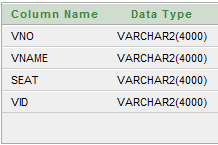 Column Name Data Type
VNO VARCHAR2(4000)
VNAME VARCHAR2(4000)
SEAT VARCHAR2(4000)
VID VARCHAR2(4000)